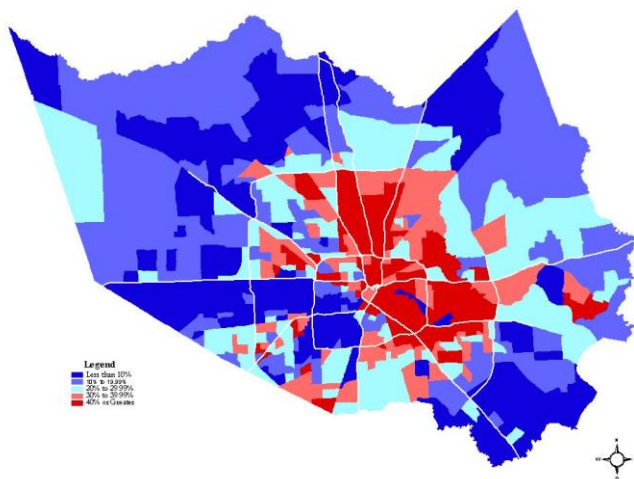 Legend
Less than 10%
10% to 19.99%
20% to 29.99%
30% to 39.99%
40% or Greater
N